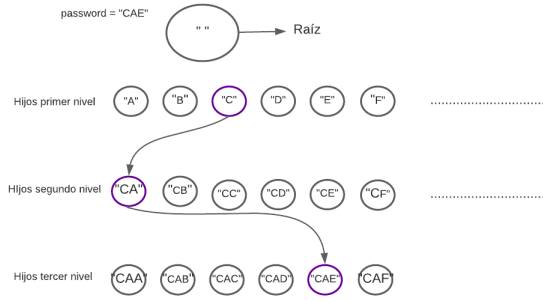 password = "CAE"
" "
Raíz
Hijos primer nivel
"A" "B" "C" "D" "E" "F"
HIjos segundo nivel
"CA" "CB" "CC" "CD" "CE" "CF"
Hijos tercer nivel
"CAA" "CAB" "CAC" "CAD" "CAE" "CAF"